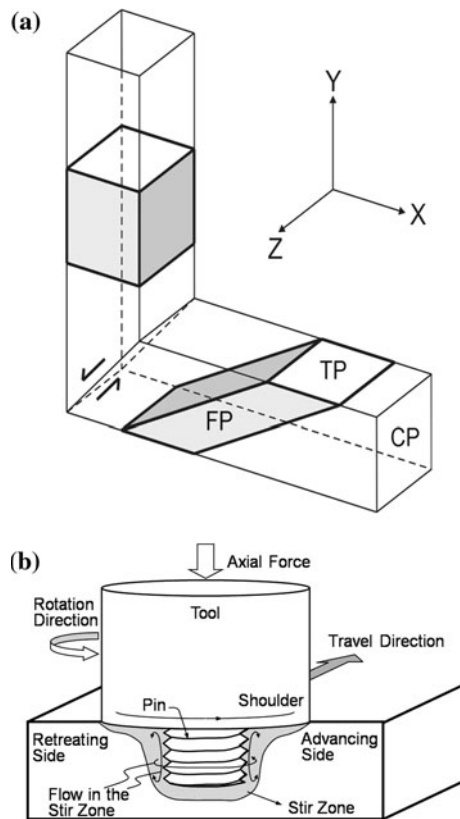 (a)
Y
X
Z
TP
FP
CP
(b)
Axial Force
Rotation
Direction
Tool
Travel Direction
Pin
Shoulder
Retreating
Side
Advancing
Side
Flow in the
Stir Zone
Stir Zone